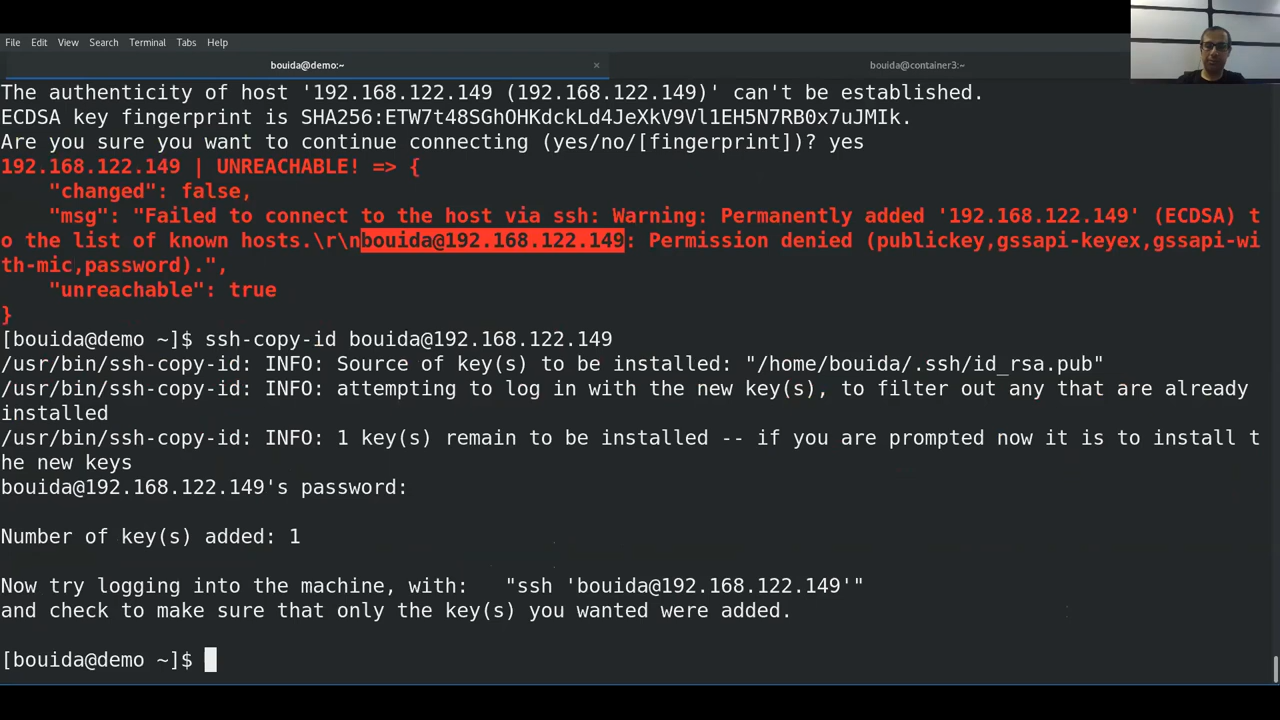 File Edit View Search Terminal Tabs Help
bouida@demo:~ × bouida@container3:~
The authenticity of host '192.168.122.149 (192.168.122.149)' can't be established.
ECDSA key fingerprint is SHA256:ETW7t48SGhOHKdckLd4JeXkV9Vl1EH5N7RB0x7uJMIk.
Are you sure you want to continue connecting (yes/no/[fingerprint])? yes
192.168.122.149 | UNREACHABLE! => {
    "changed": false,
    "msg": "Failed to connect to the host via ssh: Warning: Permanently added '192.168.122.149' (ECDSA) t
o the list of known hosts.\r\nbouida@192.168.122.149: Permission denied (publickey,gssapi-keyex,gssapi-wi
th-mic,password).",
    "unreachable": true
}
[bouida@demo ~]$ ssh-copy-id bouida@192.168.122.149
/usr/bin/ssh-copy-id: INFO: Source of key(s) to be installed: "/home/bouida/.ssh/id_rsa.pub"
/usr/bin/ssh-copy-id: INFO: attempting to log in with the new key(s), to filter out any that are already
installed
/usr/bin/ssh-copy-id: INFO: 1 key(s) remain to be installed -- if you are prompted now it is to install t
he new keys
bouida@192.168.122.149's password:
Number of key(s) added: 1
Now try logging into the machine, with:   "ssh 'bouida@192.168.122.149'"
and check to make sure that only the key(s) you wanted were added.
[bouida@demo ~]$